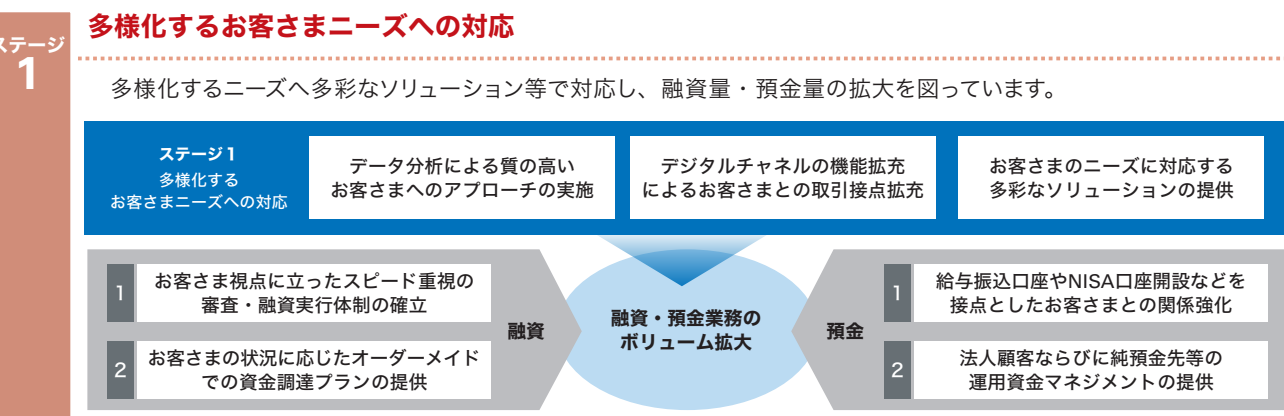 ステージ
1
多様化するお客さまニーズへの対応
多様化するニーズへ多彩なソリューション等で対応し、融資量・預金量の拡大を図っています。
ステージ1
多様化する
お客さまニーズへの対応
データ分析による質の高い
お客さまへのアプローチの実施
デジタルチャネルの機能拡充
によるお客さまとの取引接点拡充
お客さまのニーズに対応する
多彩なソリューションの提供
1
お客さま視点に立ったスピード重視の
審査・融資実行体制の確立
2
お客さまの状況に応じたオーダーメイド
での資金調達プランの提供
融資
融資・預金業務の
ボリューム拡大
預金
1
給与振込口座やNISA口座開設などを
接点としたお客さまとの関係強化
2
法人顧客ならびに純預金先等の
運用資金マネジメントの提供